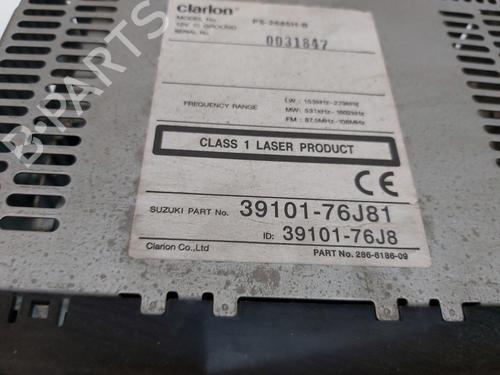 clarion
MODEL No. PS-2685H-B
12V ⊖ GROUND
SERIAL No. 0031847
FREQUENCY RANGE
LW : 153kHz-279kHz
MW : 531kHz-1602kHz
FM : 87.5MHz-108MHz
CLASS 1 LASER PRODUCT
CE
SUZUKI PART No. 39101-76J81
ID: 39101-76J8
Clarion Co.,Ltd PART No. 286-6186-09
B-PARTS